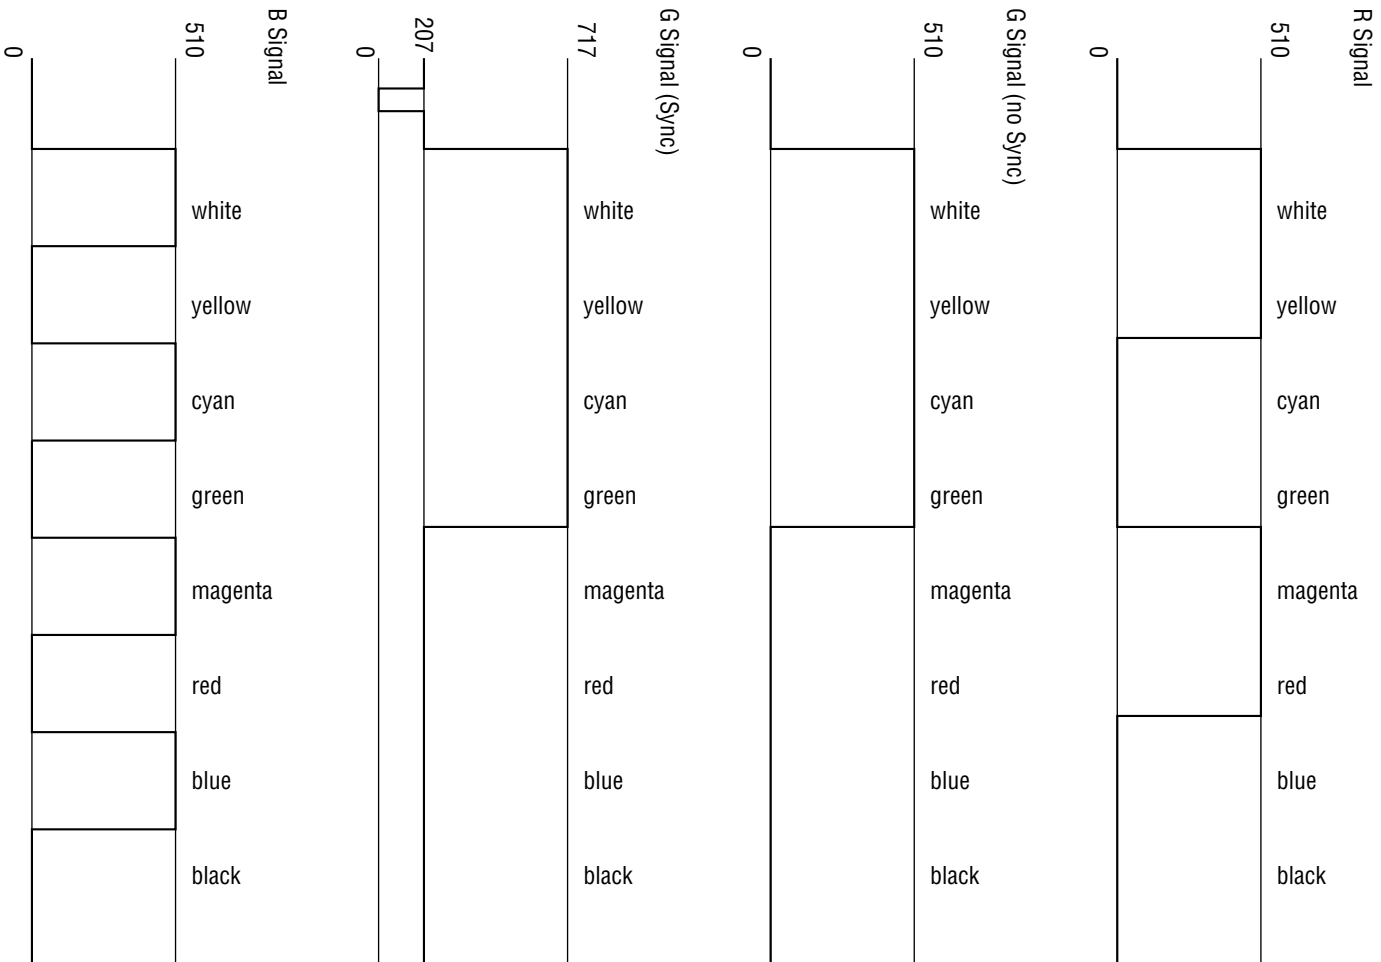 R Signal
510
0
white
yellow
cyan
green
magenta
red
blue
black
G Signal (no Sync)
510
0
white
yellow
cyan
green
magenta
red
blue
black
G Signal (Sync)
717
207
0
white
yellow
cyan
green
magenta
red
blue
black
B Signal
510
0
white
yellow
cyan
green
magenta
red
blue
black